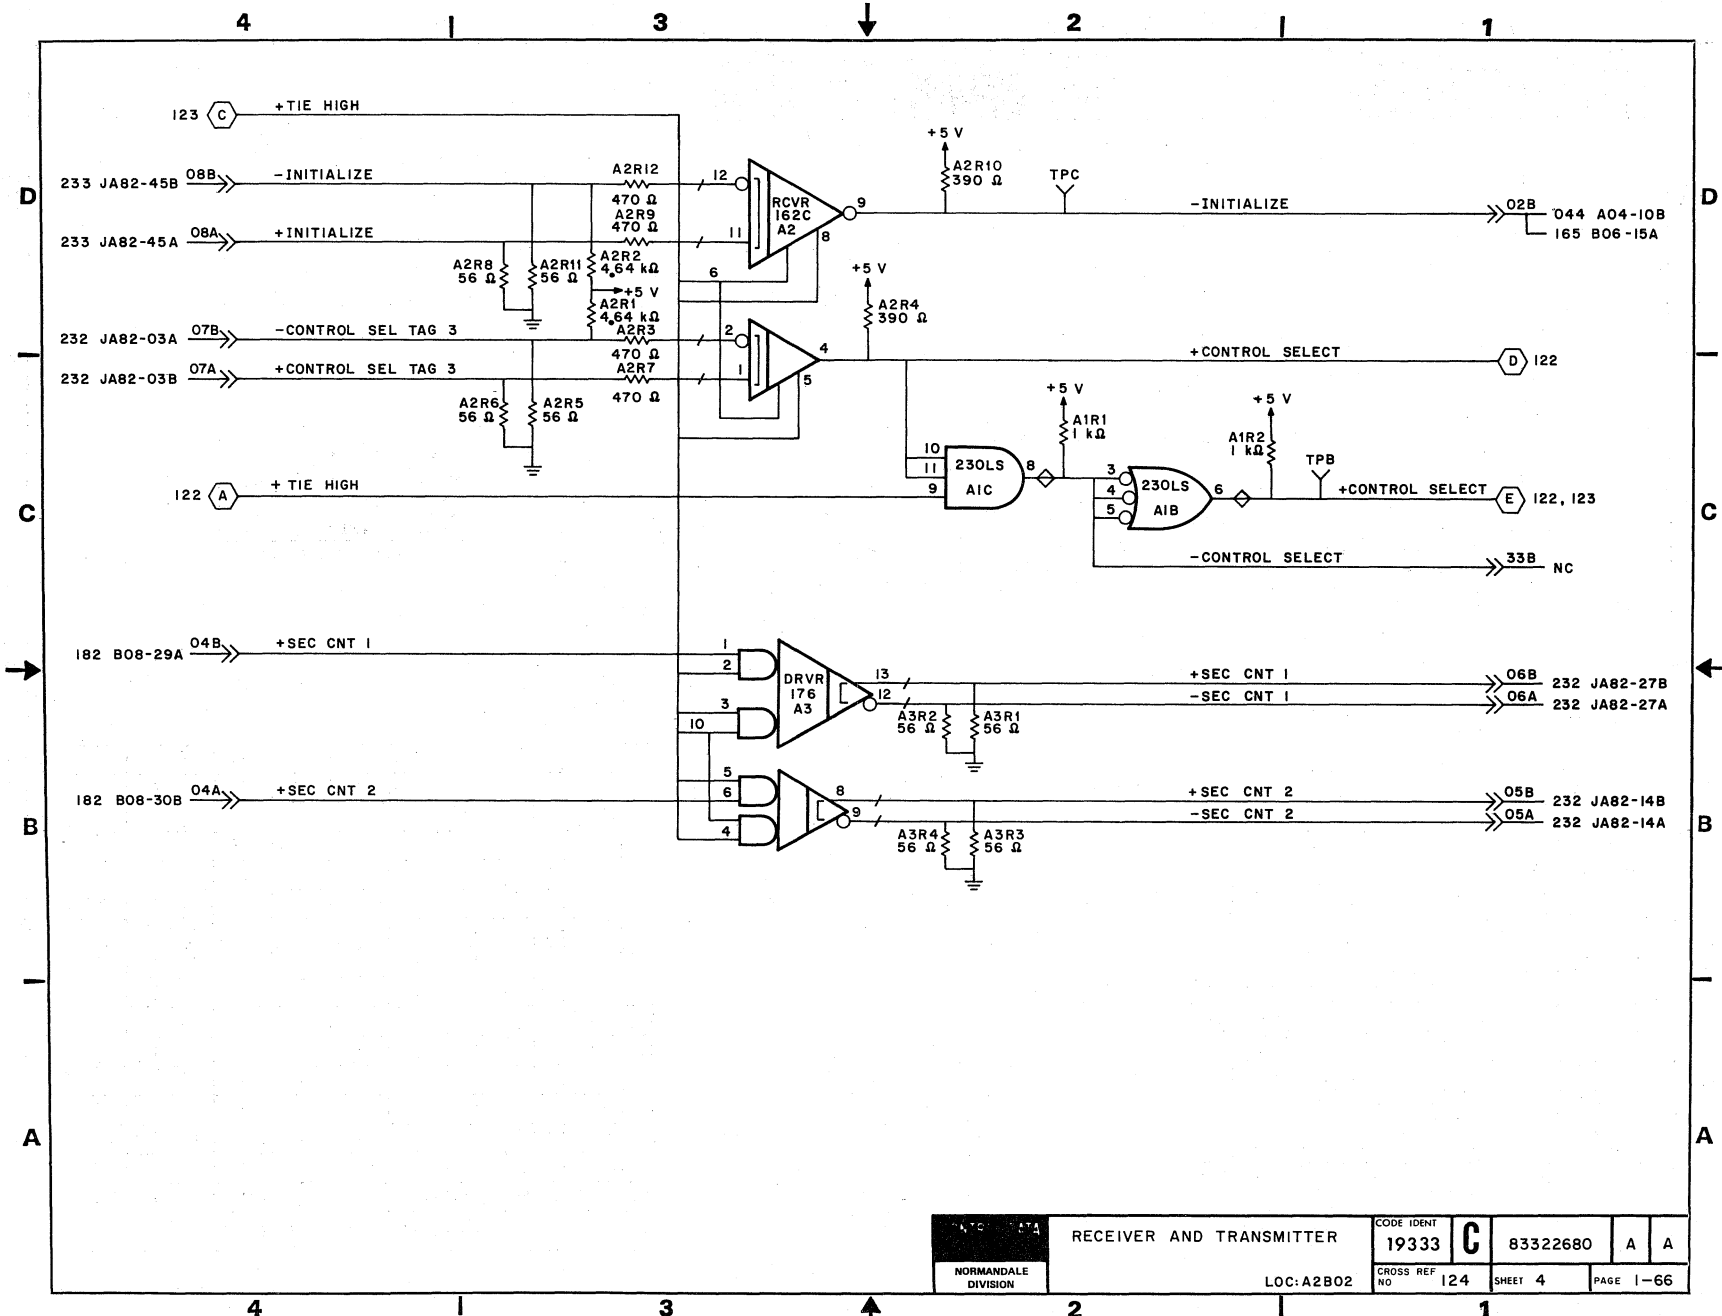 4 3 2 1
D
C
B
A
123 C +TIE HIGH
233 JA82-45B 08B -INITIALIZE
233 JA82-45A 08A +INITIALIZE
A2R12
470 Ω
A2R9
470 Ω
12
11
RCVR
162C
A2
9
8
6
+5 V
A2R10
390 Ω
TPC
-INITIALIZE
02B
044 A04-10B
165 B06-15A
A2R8
56 Ω
A2R11
56 Ω
A2R2
4.64 kΩ
+5 V
A2R1
4.64 kΩ
232 JA82-03A 07B -CONTROL SEL TAG 3
232 JA82-03B 07A +CONTROL SEL TAG 3
A2R3
470 Ω
A2R7
470 Ω
2
1
4
5
+5 V
A2R4
390 Ω
+CONTROL SELECT
D 122
A2R6
56 Ω
A2R5
56 Ω
122 A + TIE HIGH
10
11
9
230LS
A1C
8
+5 V
A1R1
1 kΩ
3
4
5
230LS
A1B
6
+5 V
A1R2
1 kΩ
TPB
+CONTROL SELECT
E 122, 123
-CONTROL SELECT
33B NC
182 B08-29A 04B +SEC CNT 1
1
2
3
10
DRVR
176
A3
13
12
+SEC CNT 1 06B 232 JA82-27B
-SEC CNT 1 06A 232 JA82-27A
A3R2
56 Ω
A3R1
56 Ω
182 B08-30B 04A +SEC CNT 2
5
6
4
8
9
+SEC CNT 2 05B 232 JA82-14B
-SEC CNT 2 05A 232 JA82-14A
A3R4
56 Ω
A3R3
56 Ω
D
C
B
A
NORMANDALE
DIVISION
RECEIVER AND TRANSMITTER
LOC:A2B02
CODE IDENT
19333
C
83322680
A
A
CROSS REF
NO 124
SHEET 4
PAGE 1-66
4 3 2 1